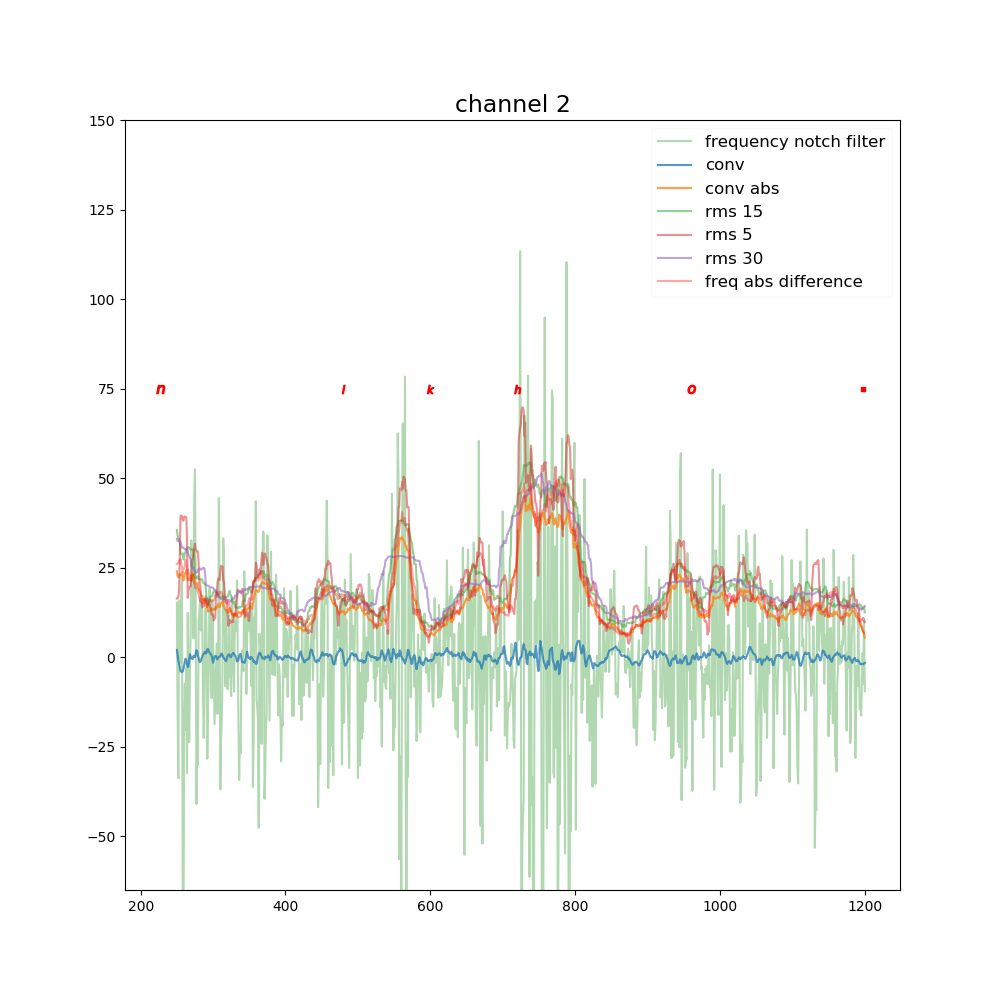 channel 2
150
125
100
75
50
25
0
−25
−50
frequency notch filter
conv
conv abs
rms 15
rms 5
rms 30
freq abs difference
n l k h o .
200 400 600 800 1000 1200